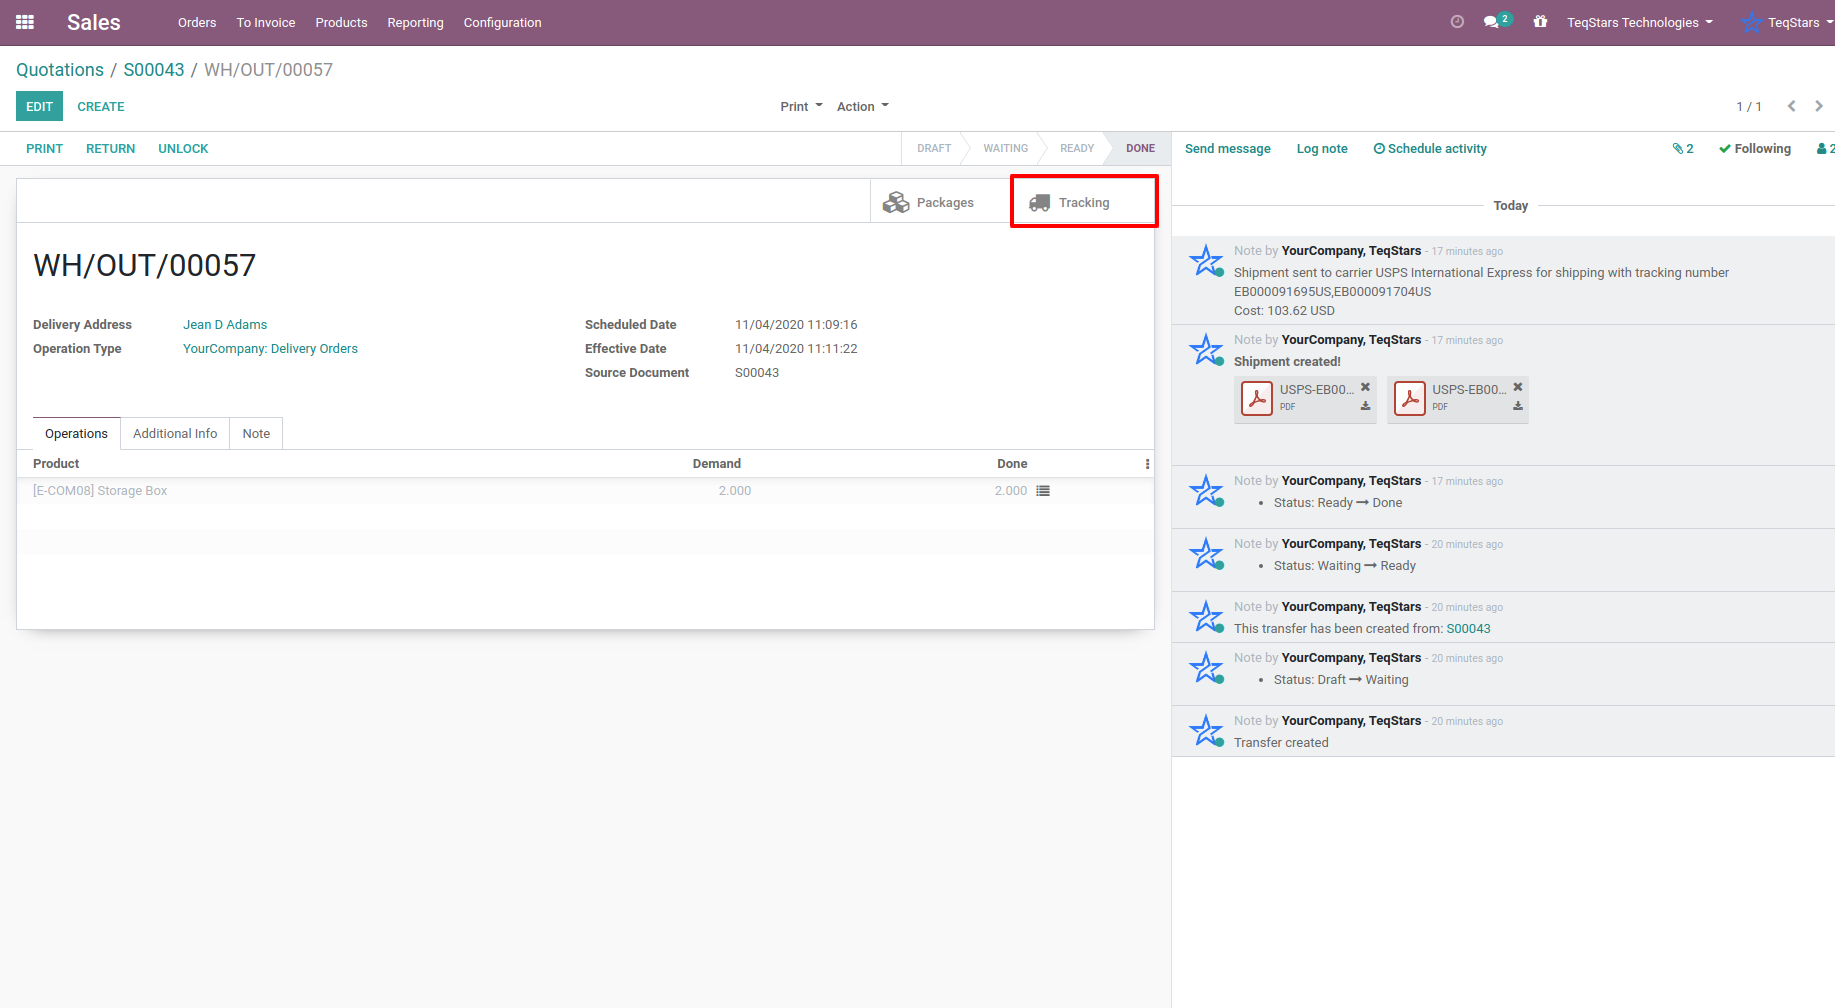 Sales
Orders To Invoice Products Reporting Configuration
2 TeqStars Technologies TeqStars
Quotations / S00043 / WH/OUT/00057
EDIT CREATE Print Action 1 / 1
PRINT RETURN UNLOCK DRAFT WAITING READY DONE
Packages Tracking
WH/OUT/00057
Delivery Address Jean D Adams Scheduled Date 11/04/2020 11:09:16
Operation Type YourCompany: Delivery Orders Effective Date 11/04/2020 11:11:22
Source Document S00043
Operations Additional Info Note
Product Demand Done
[E-COM08] Storage Box 2.000 2.000
Send message Log note Schedule activity 2 Following 2
Today
Note by YourCompany, TeqStars - 17 minutes ago
Shipment sent to carrier USPS International Express for shipping with tracking number
EB000091695US,EB000091704US
Cost: 103.62 USD
Note by YourCompany, TeqStars - 17 minutes ago
Shipment created!
USPS-EB00... USPS-EB00...
PDF PDF
Note by YourCompany, TeqStars - 17 minutes ago
• Status: Ready → Done
Note by YourCompany, TeqStars - 20 minutes ago
• Status: Waiting → Ready
Note by YourCompany, TeqStars - 20 minutes ago
This transfer has been created from: S00043
Note by YourCompany, TeqStars - 20 minutes ago
• Status: Draft → Waiting
Note by YourCompany, TeqStars - 20 minutes ago
Transfer created